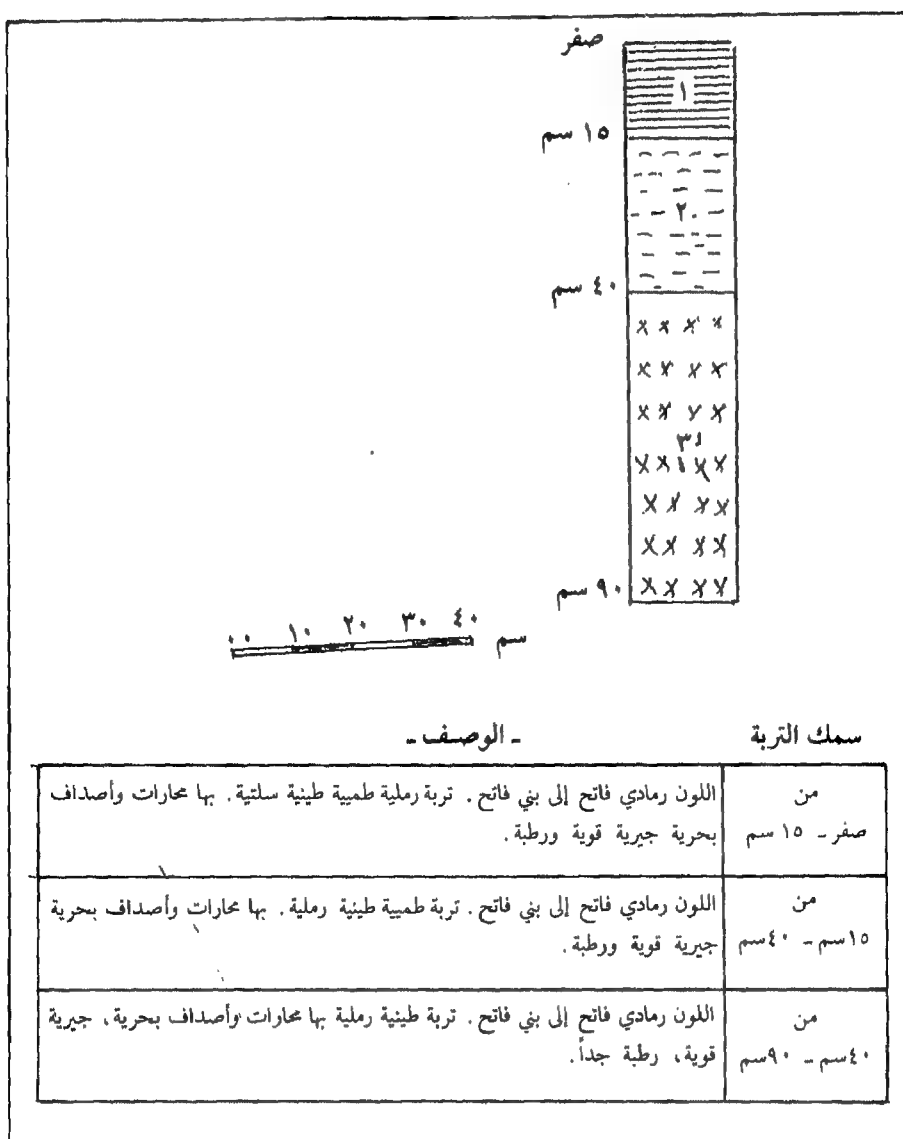 صفر
١
١٥ سم
٢
٤٠ سم
٣
٩٠ سم
٠٠ ١٠ ٢٠ ٣٠ ٤٠ سم
سمك التربة
ـ الوصف ـ
من
صفر ـ ١٥ سم
اللون رمادي فاتح إلى بني فاتح. تربة رملية طميية طينية سلتية. بها محارات وأصداف
بحرية جيرية قوية ورطبة.
من
١٥سم ـ ٤٠سم
اللون رمادي فاتح إلى بني فاتح. تربة طميية طينية رملية. بها محارات وأصداف بحرية
جيرية قوية ورطبة.
من
٤٠سم ـ ٩٠سم
اللون رمادي فاتح إلى بني فاتح. تربة طينية رملية بها محارات وأصداف بحرية، جيرية
قوية، رطبة جداً.